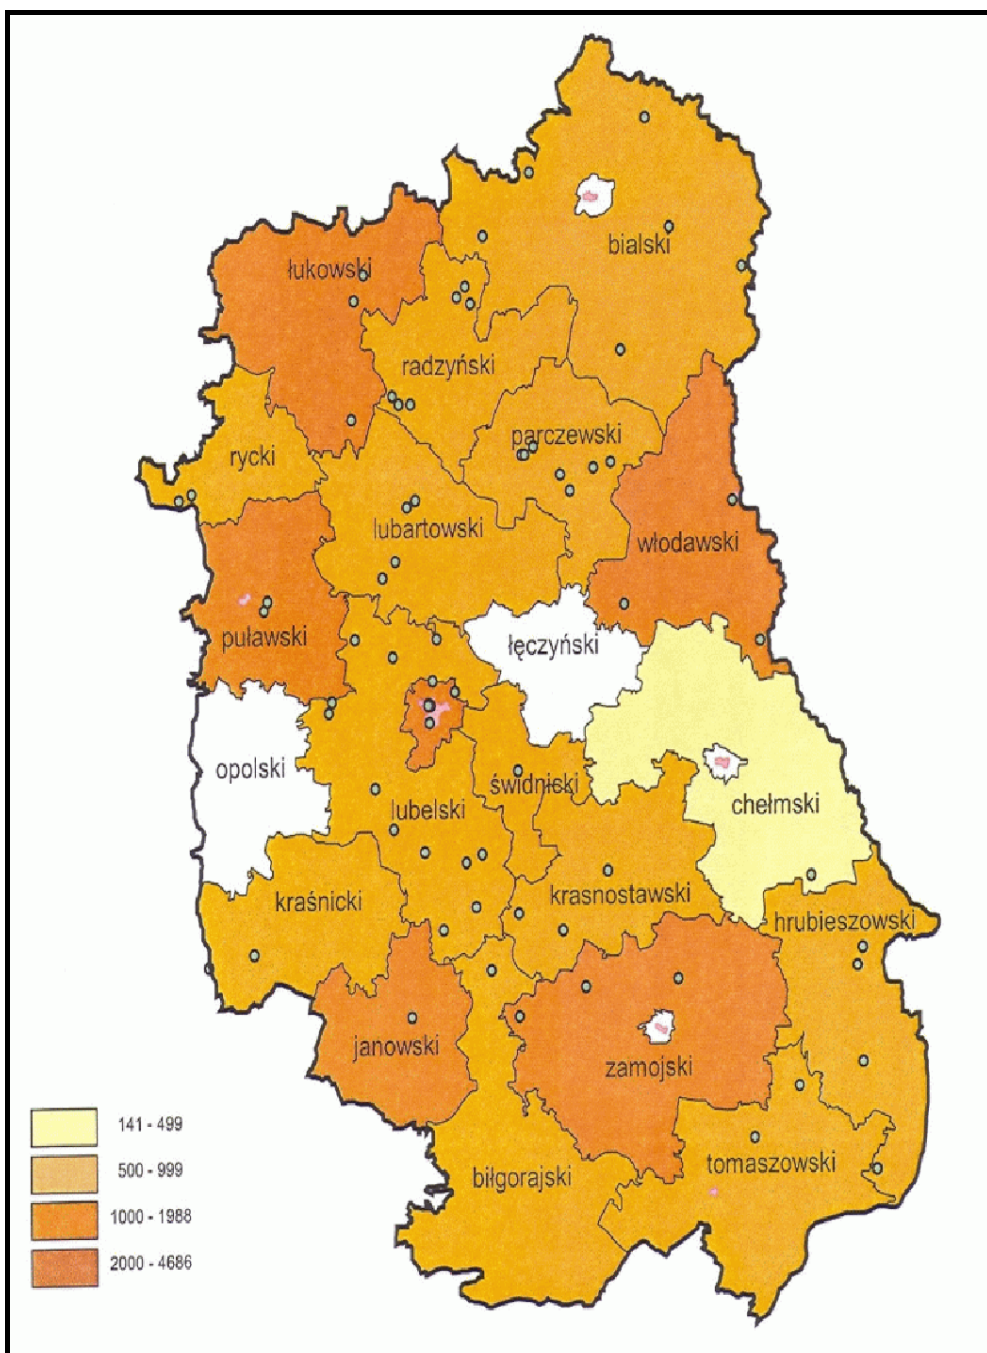 bialski
łukowski
radzyński
parczewski
rycki
lubartowski
włodawski
puławski
łęczyński
opolski
świdnicki
chełmski
lubelski
kraśnicki
krasnostawski
hrubieszowski
janowski
zamojski
141 - 499
tomaszowski
500 - 999
biłgorajski
1000 - 1988
2000 - 4686